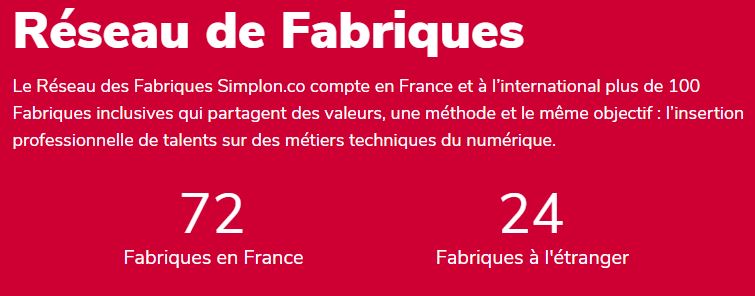 Réseau de Fabriques
Le Réseau des Fabriques Simplon.co compte en France et à l’international plus de 100
Fabriques inclusives qui partagent des valeurs, une méthode et le même objectif : l’insertion
professionnelle de talents sur des métiers techniques du numérique.
72 24
Fabriques en France Fabriques à l'étranger